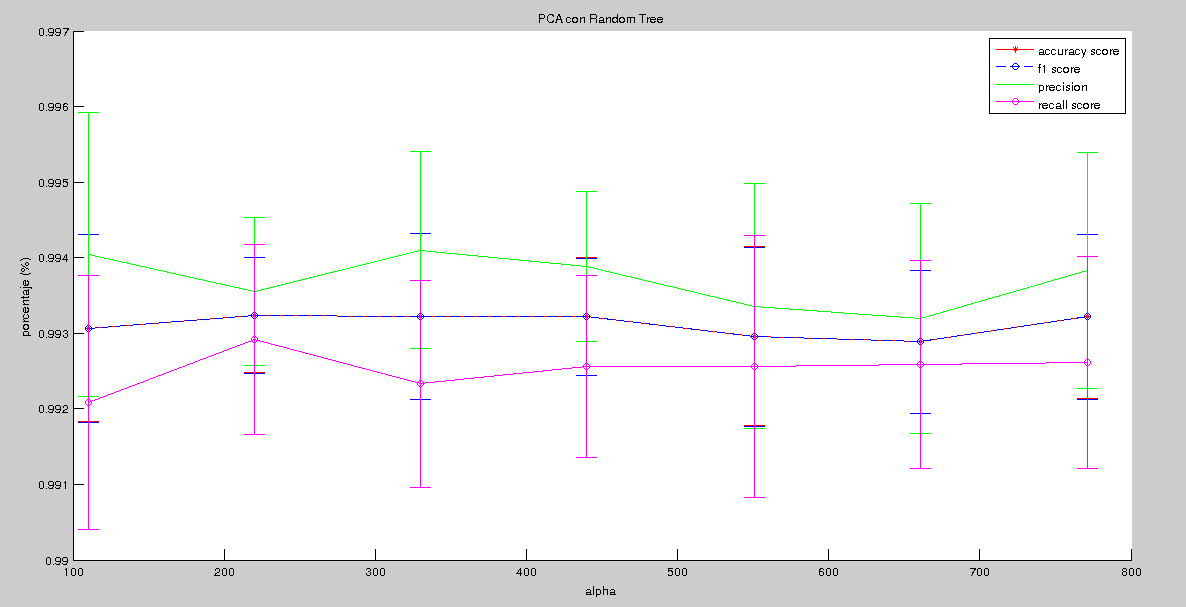 PCA con Random Tree
accuracy score
f1 score
precision
recall score
porcentaje (%)
0.997
0.996
0.995
0.994
0.993
0.992
0.991
0.99
100 200 300 400 500 600 700 800
alpha